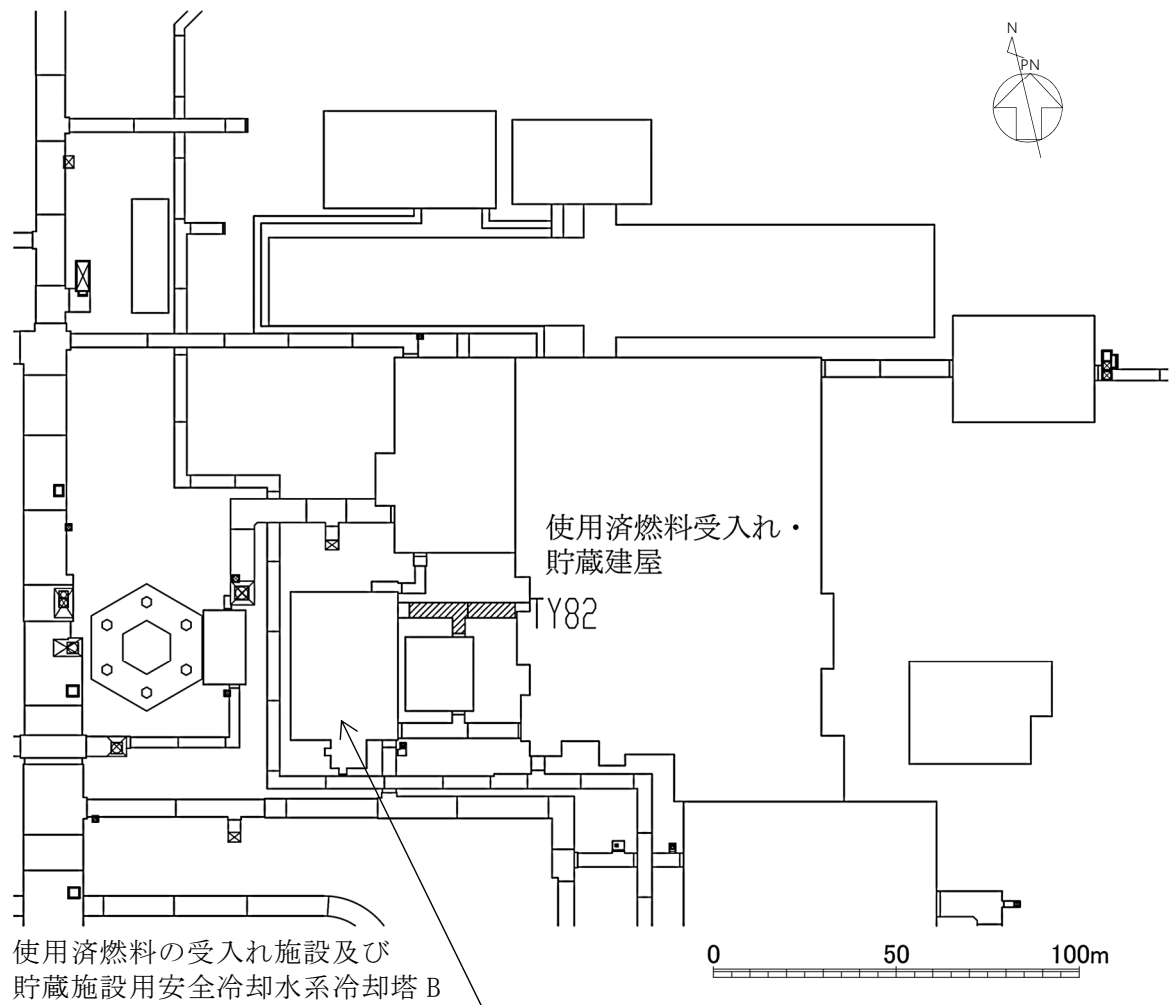 N
PN
使用済燃料受入れ・
貯蔵建屋
TY82
使用済燃料の受入れ施設及び
貯蔵施設用安全冷却水系冷却塔 B
0 50 100m